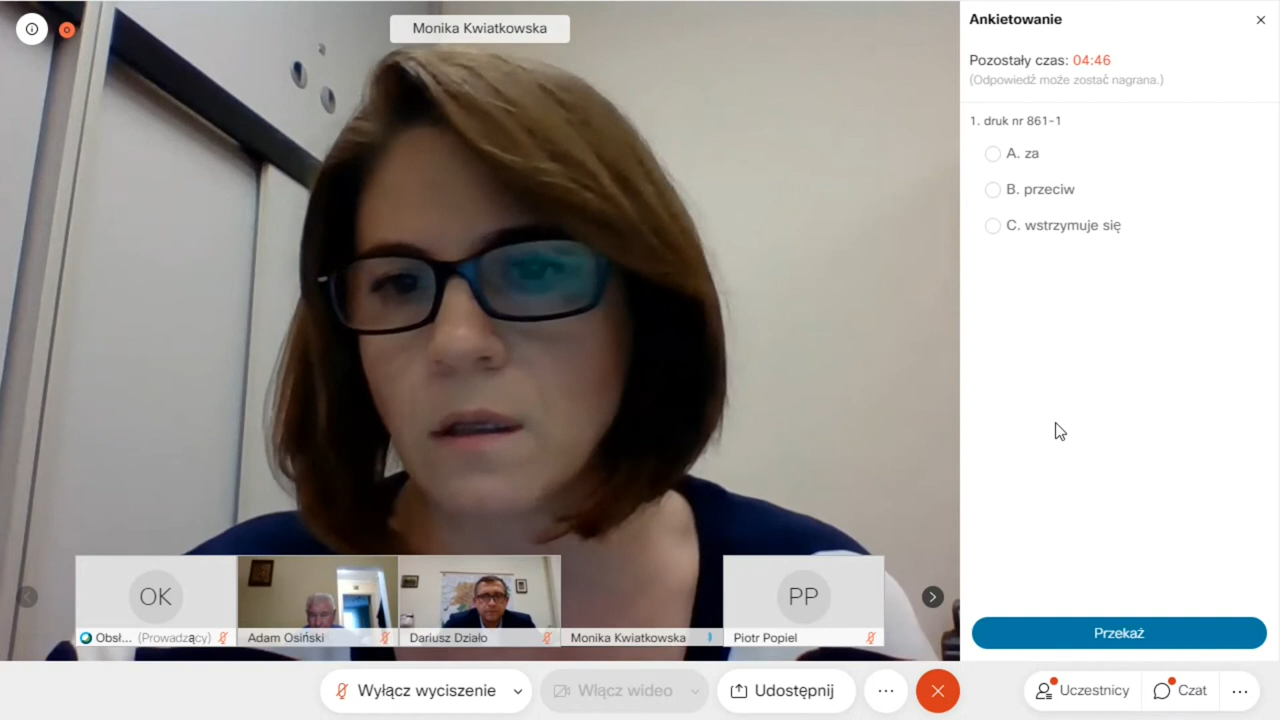 Monika Kwiatkowska
Ankietowanie
Pozostały czas: 04:46
(Odpowiedź może zostać nagrana.)
1. druk nr 861-1
A. za
B. przeciw
C. wstrzymuje się
OK
PP
Obsł... (Prowadzący)
Adam Osiński
Dariusz Działo
Monika Kwiatkowska
Piotr Popiel
Przekaż
Wyłącz wyciszenie
Włącz wideo
Udostępnij
Uczestnicy
Czat